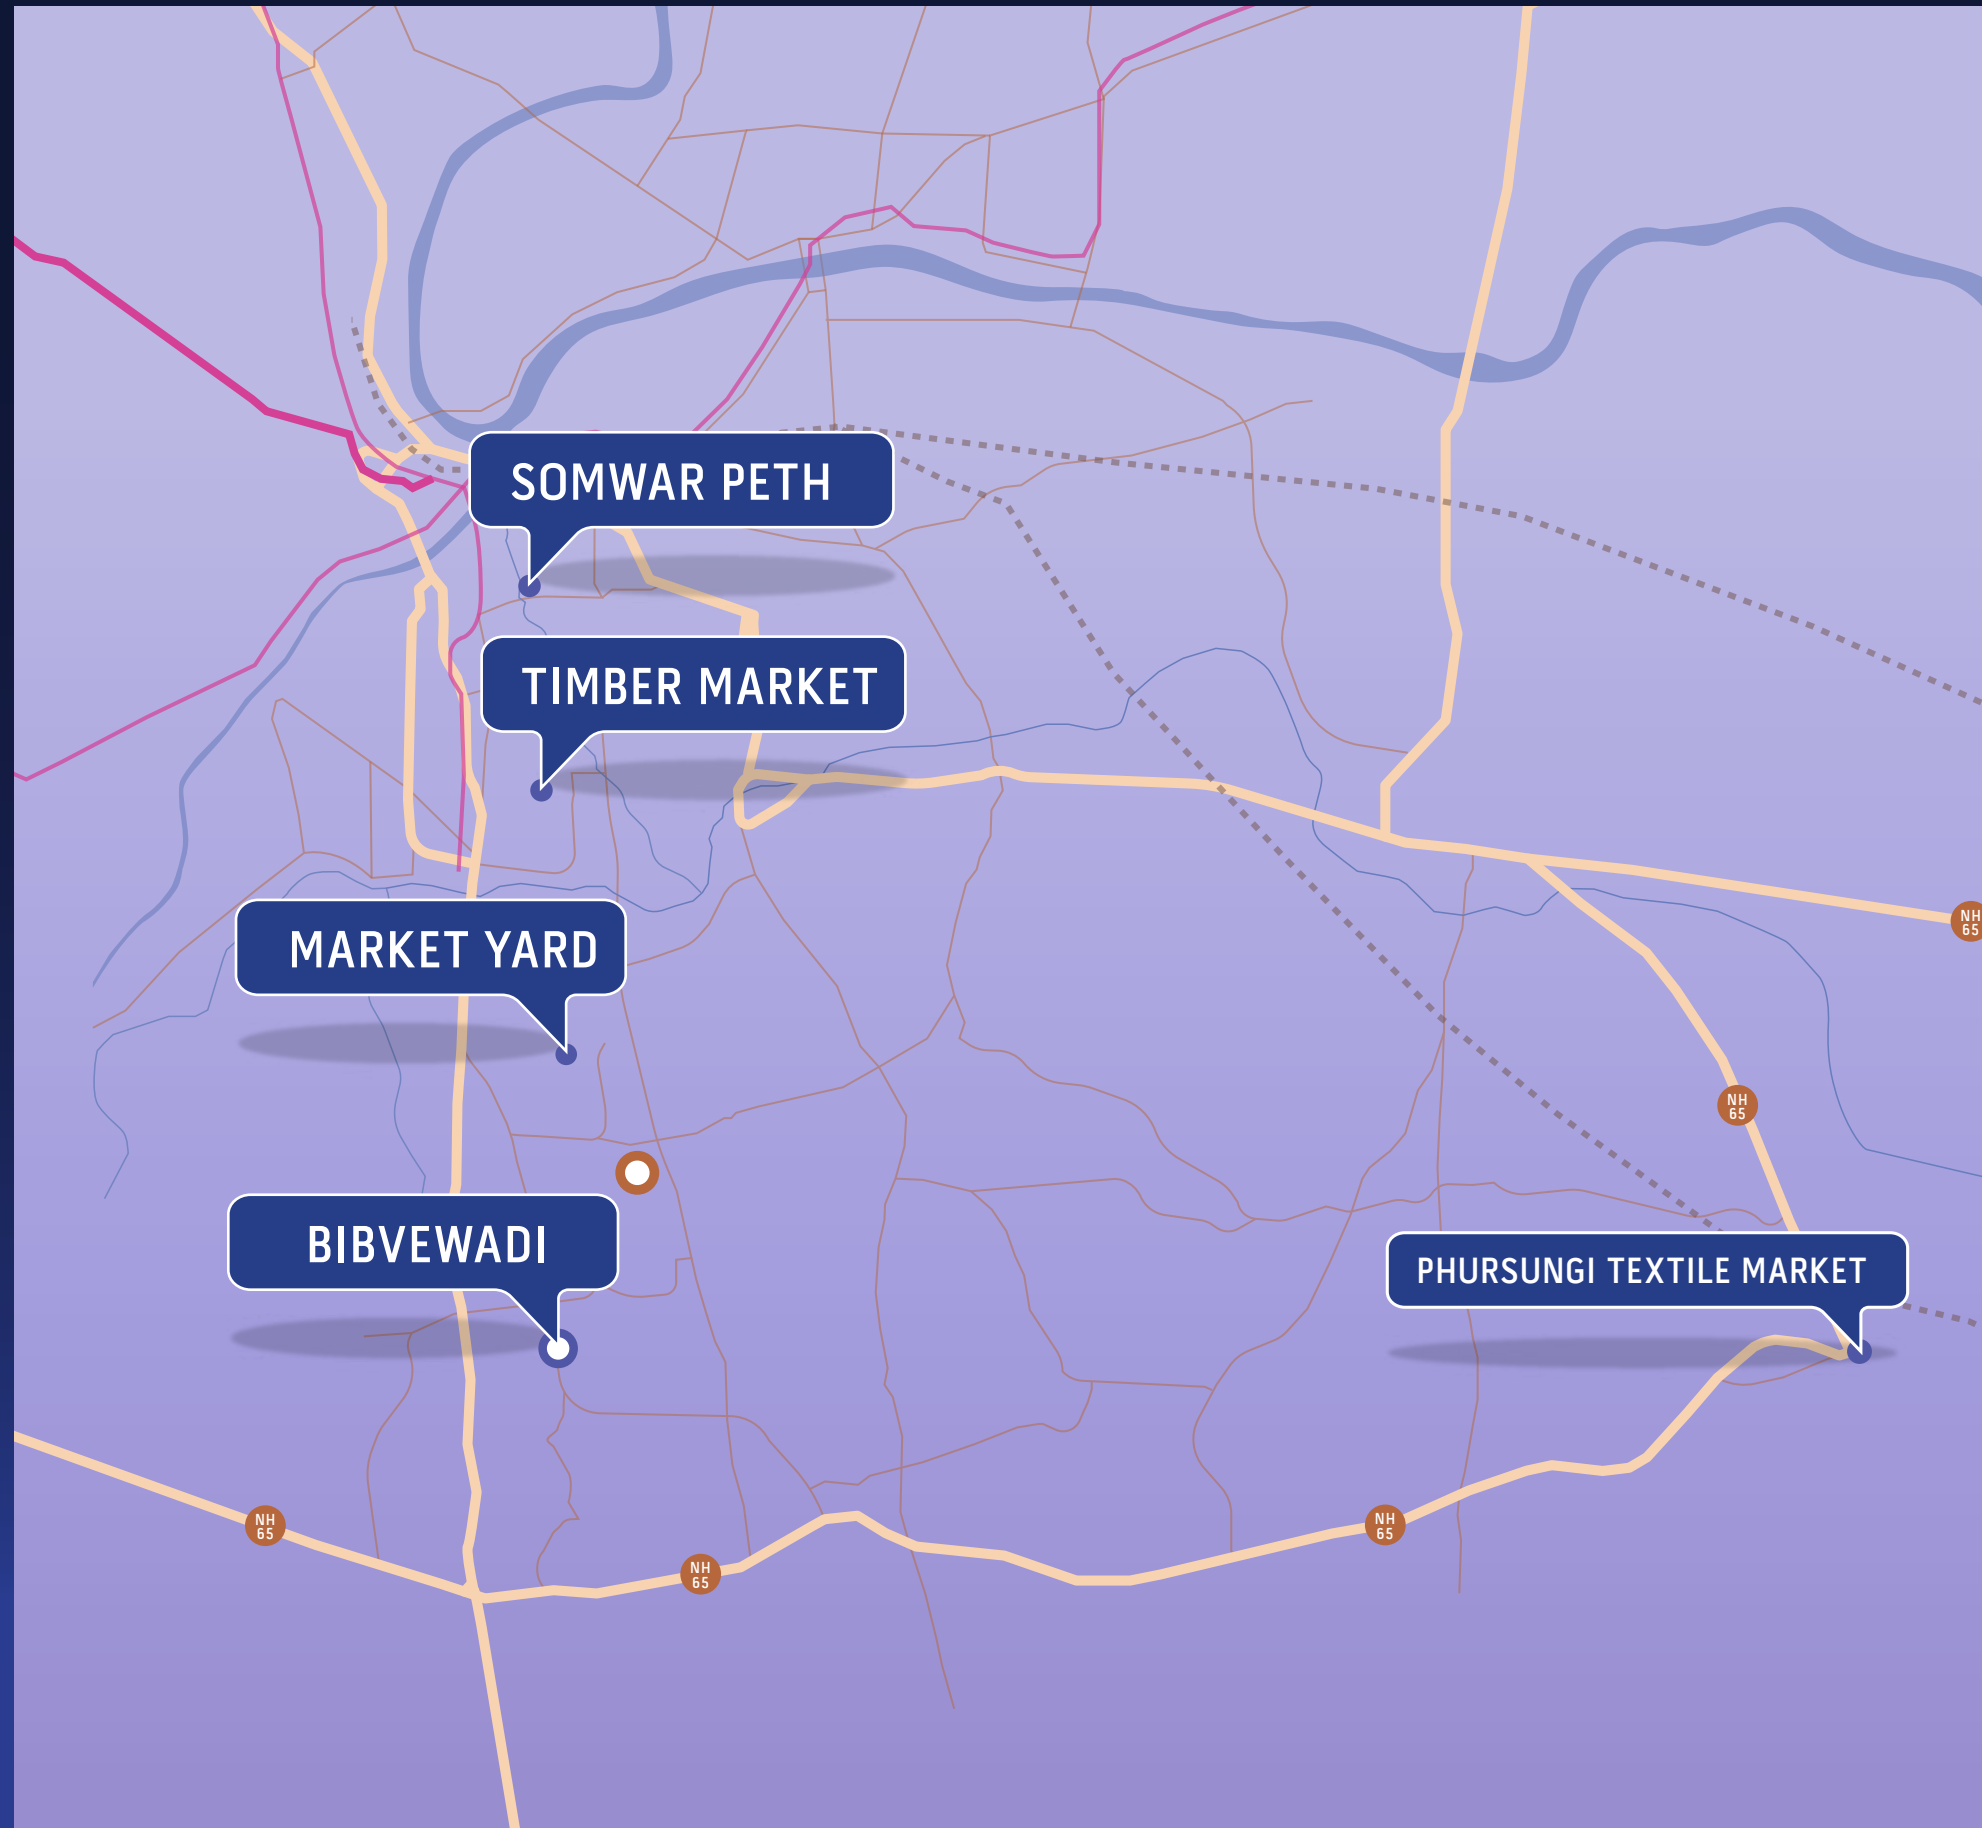 SOMWAR PETH
TIMBER MARKET
MARKET YARD
NH
65
NH
65
BIBVEWADI
PHURSUNGI TEXTILE MARKET
NH
65
NH
65
NH
65